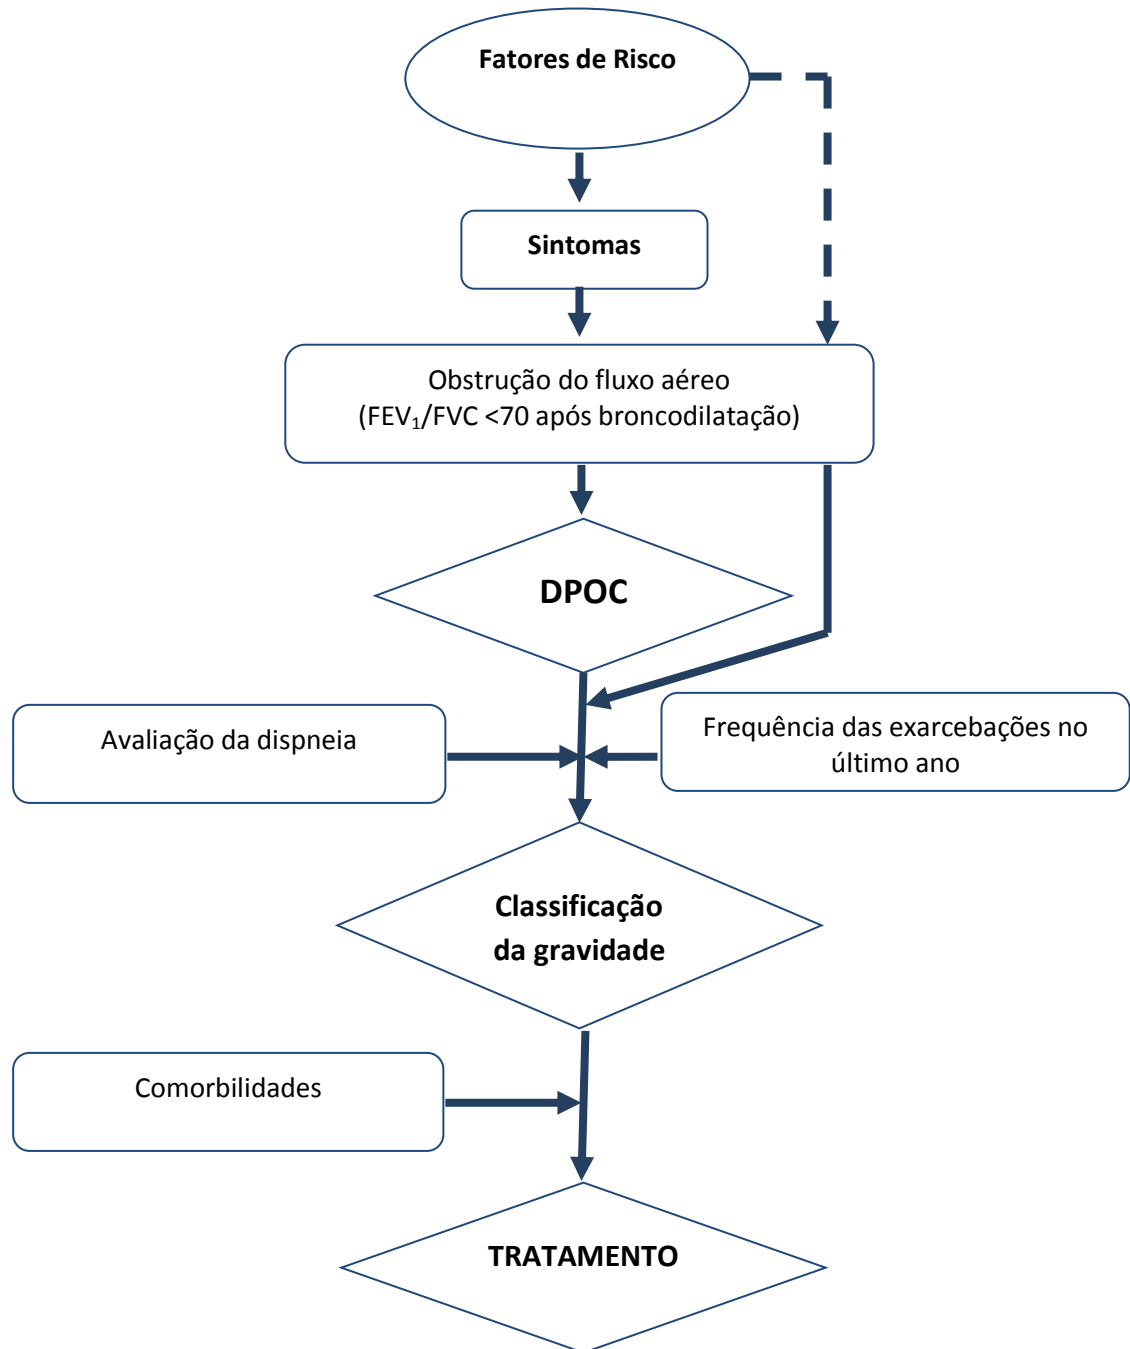 Fatores de Risco
Sintomas
Obstrução do fluxo aéreo
(FEV₁/FVC <70 após broncodilatação)
DPOC
Avaliação da dispneia
Frequência das exarcebações no
último ano
Classificação
da gravidade
Comorbilidades
TRATAMENTO